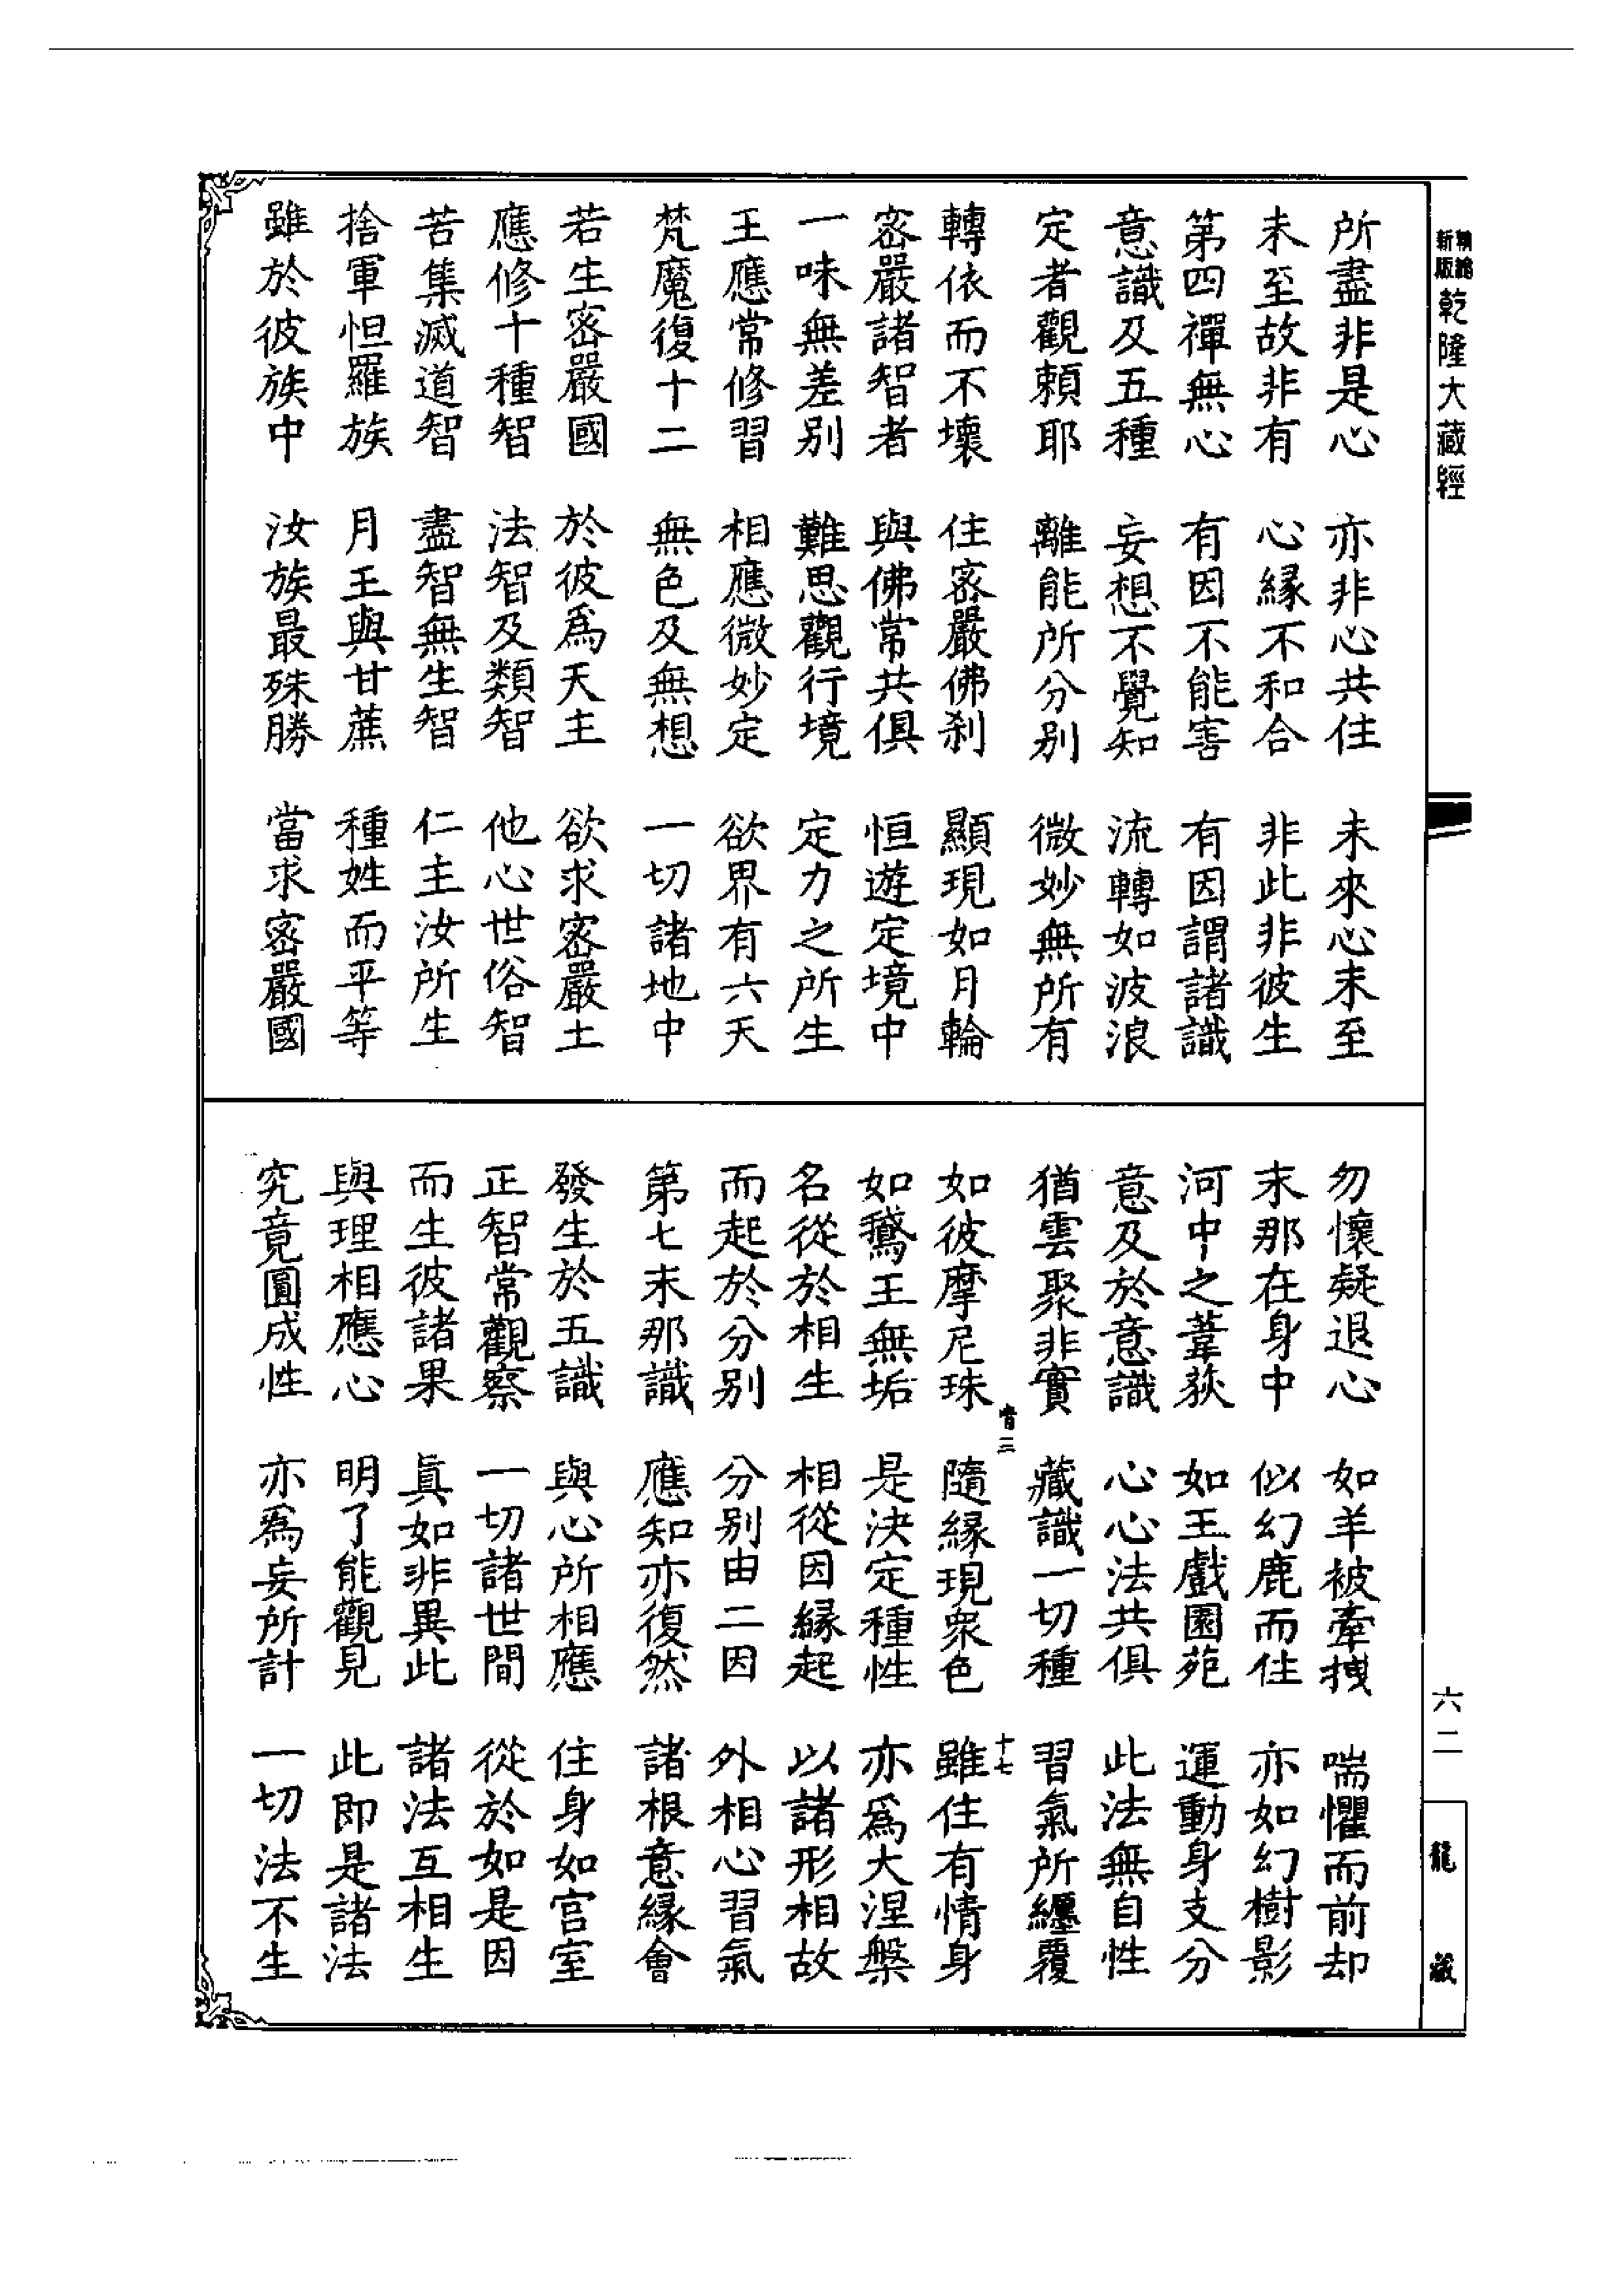 新版
乾隆大藏經
所盡非是心　亦非心共住　未來心未至
未至故非有　心緣不和合　非此非彼生
第四禪無心　有因不能害　有因謂諸識
意識及五種　妄想不覺知　流轉如波浪
定者觀賴耶　離能所分別　微妙無所有
轉依而不壞　住密嚴佛刹　顯現如月輪
密嚴諸智者　與佛常共俱　恒遊定境中
一味無差別　難思觀行境　定力之所生
王應常修習　相應微妙定　欲界有六天
梵魔復十二　無色及無想　一切諸地中
若生密嚴國　於彼爲天主　欲求密嚴土
應修十種智　法智及類智　他心世俗智
苦集滅道智　盡智無生智　仁主汝所生
捨軍怛羅族　月王與甘蔗　種姓而平等
雖於彼族中　汝族最殊勝　當求密嚴國
勿懷疑退心　如羊被牽拽　喘懼而前却
末那在身中　似幻鹿而住　亦如幻樹影
河中之葦荻　如王戲園苑　運動身支分
意及於意識　心心法共俱　此法無自性
猶雲聚非實　藏識一切種　習氣所纏覆
如彼摩尼珠　隨緣現衆色　雖住有情身
如鵞王無垢　是決定種性　亦爲大涅槃
名從於相生　相從因緣起　以諸形相故
而起於分別　分別由二因　外相心習氣
第七末那識　應知亦復然　諸根意緣會
發生於五識　與心所相應　住身如宫室
正智常觀察　一切諸世間　從於如是因
而生彼諸果　眞如非異此　諸法互相生
與理相應心　明了能觀見　此即是諸法
究竟圓成性　亦爲妄所計　一切法不生
十七
六二
龍藏